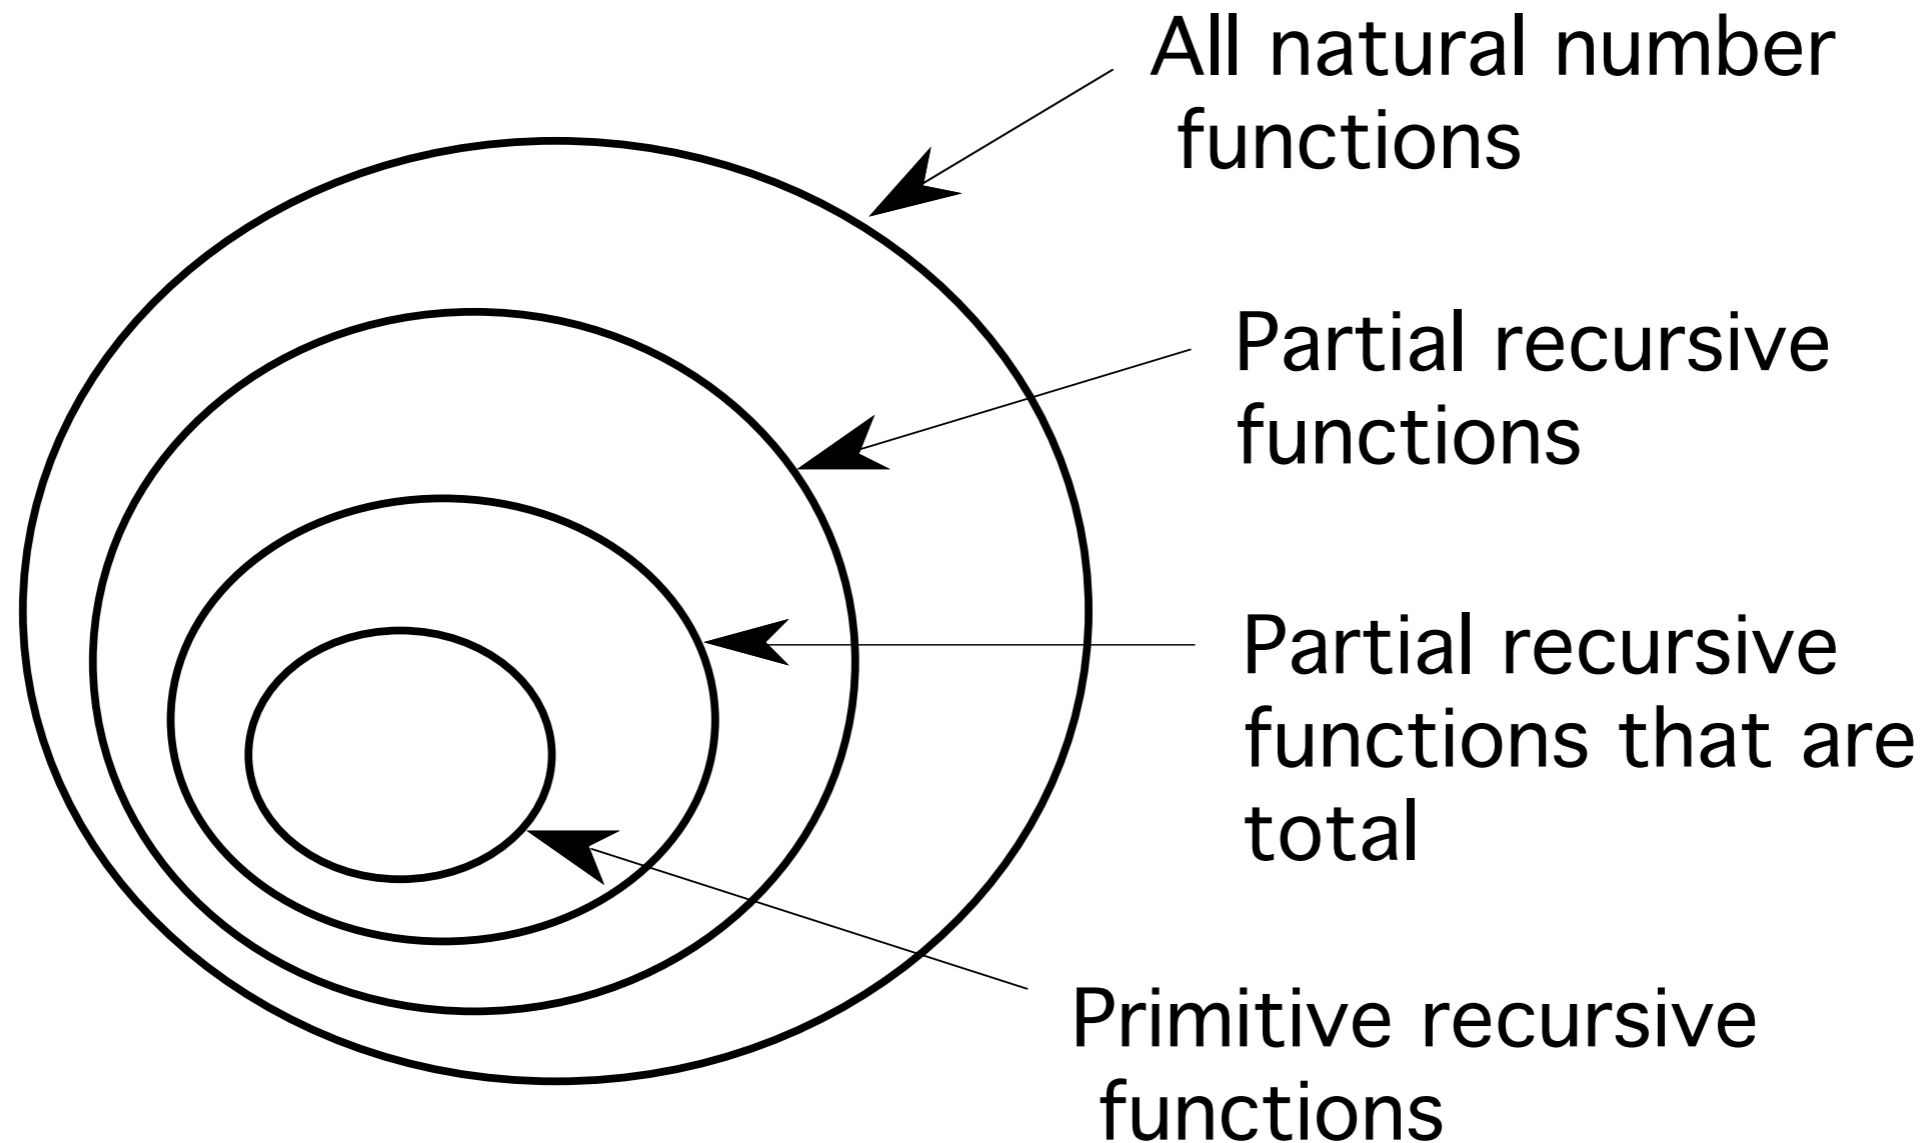 All natural number
functions
Partial recursive
functions
Partial recursive
functions that are
total
Primitive recursive
functions